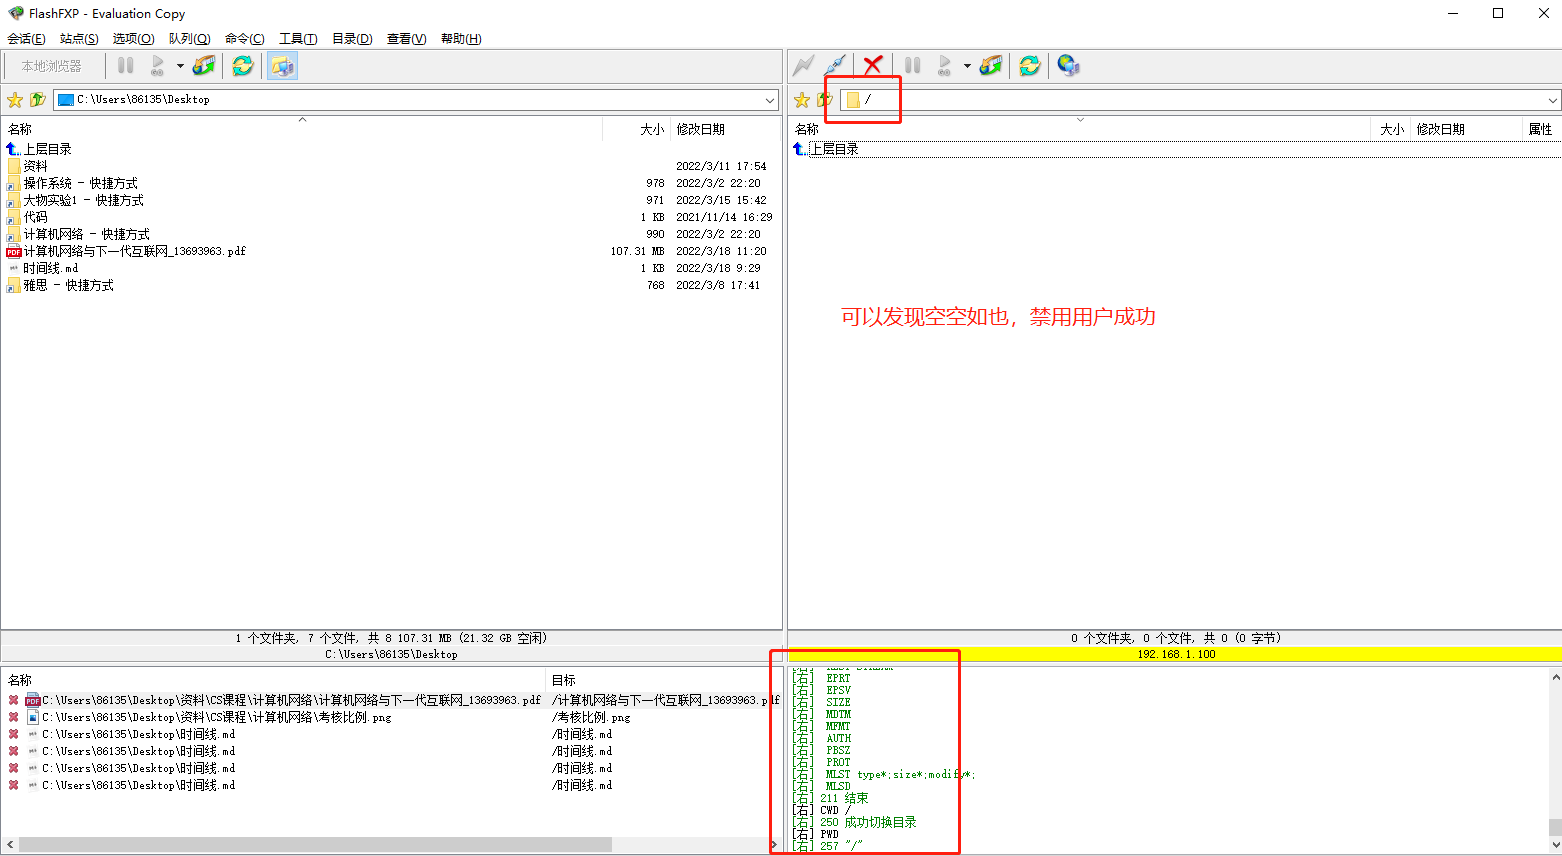 FlashFXP - Evaluation Copy
会话(E) 站点(S) 选项(O) 队列(Q) 命令(C) 工具(T) 目录(D) 查看(V) 帮助(H)
本地浏览器
GO
GO
C:\Users\86135\Desktop
/
名称 大小 修改日期
上层目录
资料 2022/3/11 17:54
操作系统 - 快捷方式 978 2022/3/2 22:20
大物实验1 - 快捷方式 971 2022/3/15 15:42
代码 1 KB 2021/11/14 16:29
计算机网络 - 快捷方式 990 2022/3/2 22:20
PDF 计算机网络与下一代互联网_13693963.pdf 107.31 MB 2022/3/18 11:20
时间线.md 1 KB 2022/3/18 9:29
雅思 - 快捷方式 768 2022/3/8 17:41
名称 大小 修改日期 属性
上层目录
可以发现空空如也，禁用用户成功
1 个文件夹, 7 个文件, 共 8 107.31 MB (21.32 GB 空闲)
C:\Users\86135\Desktop
0 个文件夹, 0 个文件, 共 0 (0 字节)
192.168.1.100
名称 目标
PDF C:\Users\86135\Desktop\资料\CS课程\计算机网络\计算机网络与下一代互联网_13693963.pdf /计算机网络与下一代互联网_13693963.pdf
C:\Users\86135\Desktop\资料\CS课程\计算机网络\考核比例.png /考核比例.png
C:\Users\86135\Desktop\时间线.md /时间线.md
C:\Users\86135\Desktop\时间线.md /时间线.md
C:\Users\86135\Desktop\时间线.md /时间线.md
C:\Users\86135\Desktop\时间线.md /时间线.md
[右] EPRT
[右] EPSV
[右] SIZE
[右] MDTM
[右] MFMT
[右] AUTH
[右] PBSZ
[右] PROT
[右] MLST type*;size*;modify*;
[右] MLSD
[右] 211 结束
[右] CWD /
[右] 250 成功切换目录
[右] PWD
[右] 257 "/"